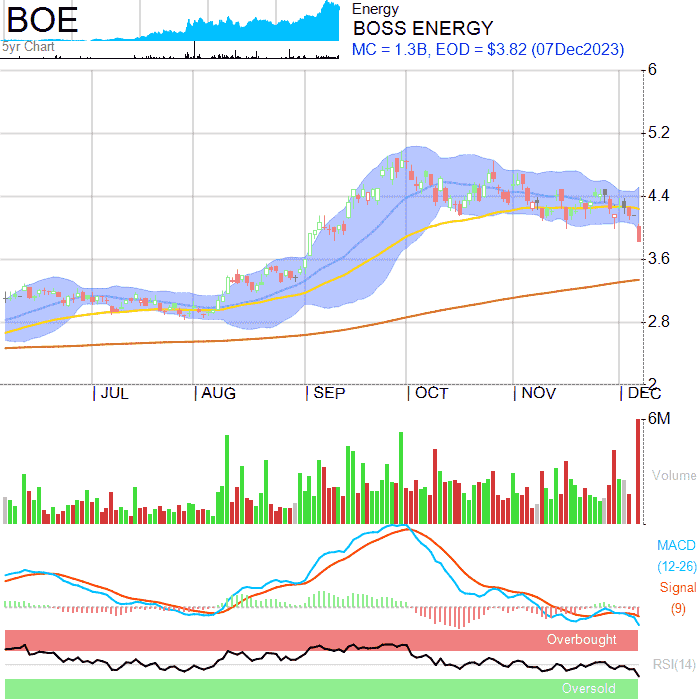 BOE
5yr Chart
Energy
BOSS ENERGY
MC = 1.3B, EOD = $3.82 (07Dec2023)
6
5.2
4.4
3.6
2.8
2
JUL AUG SEP OCT NOV DEC
6M
Volume
MACD
(12-26)
Signal
(9)
Overbought
RSI(14)
Oversold